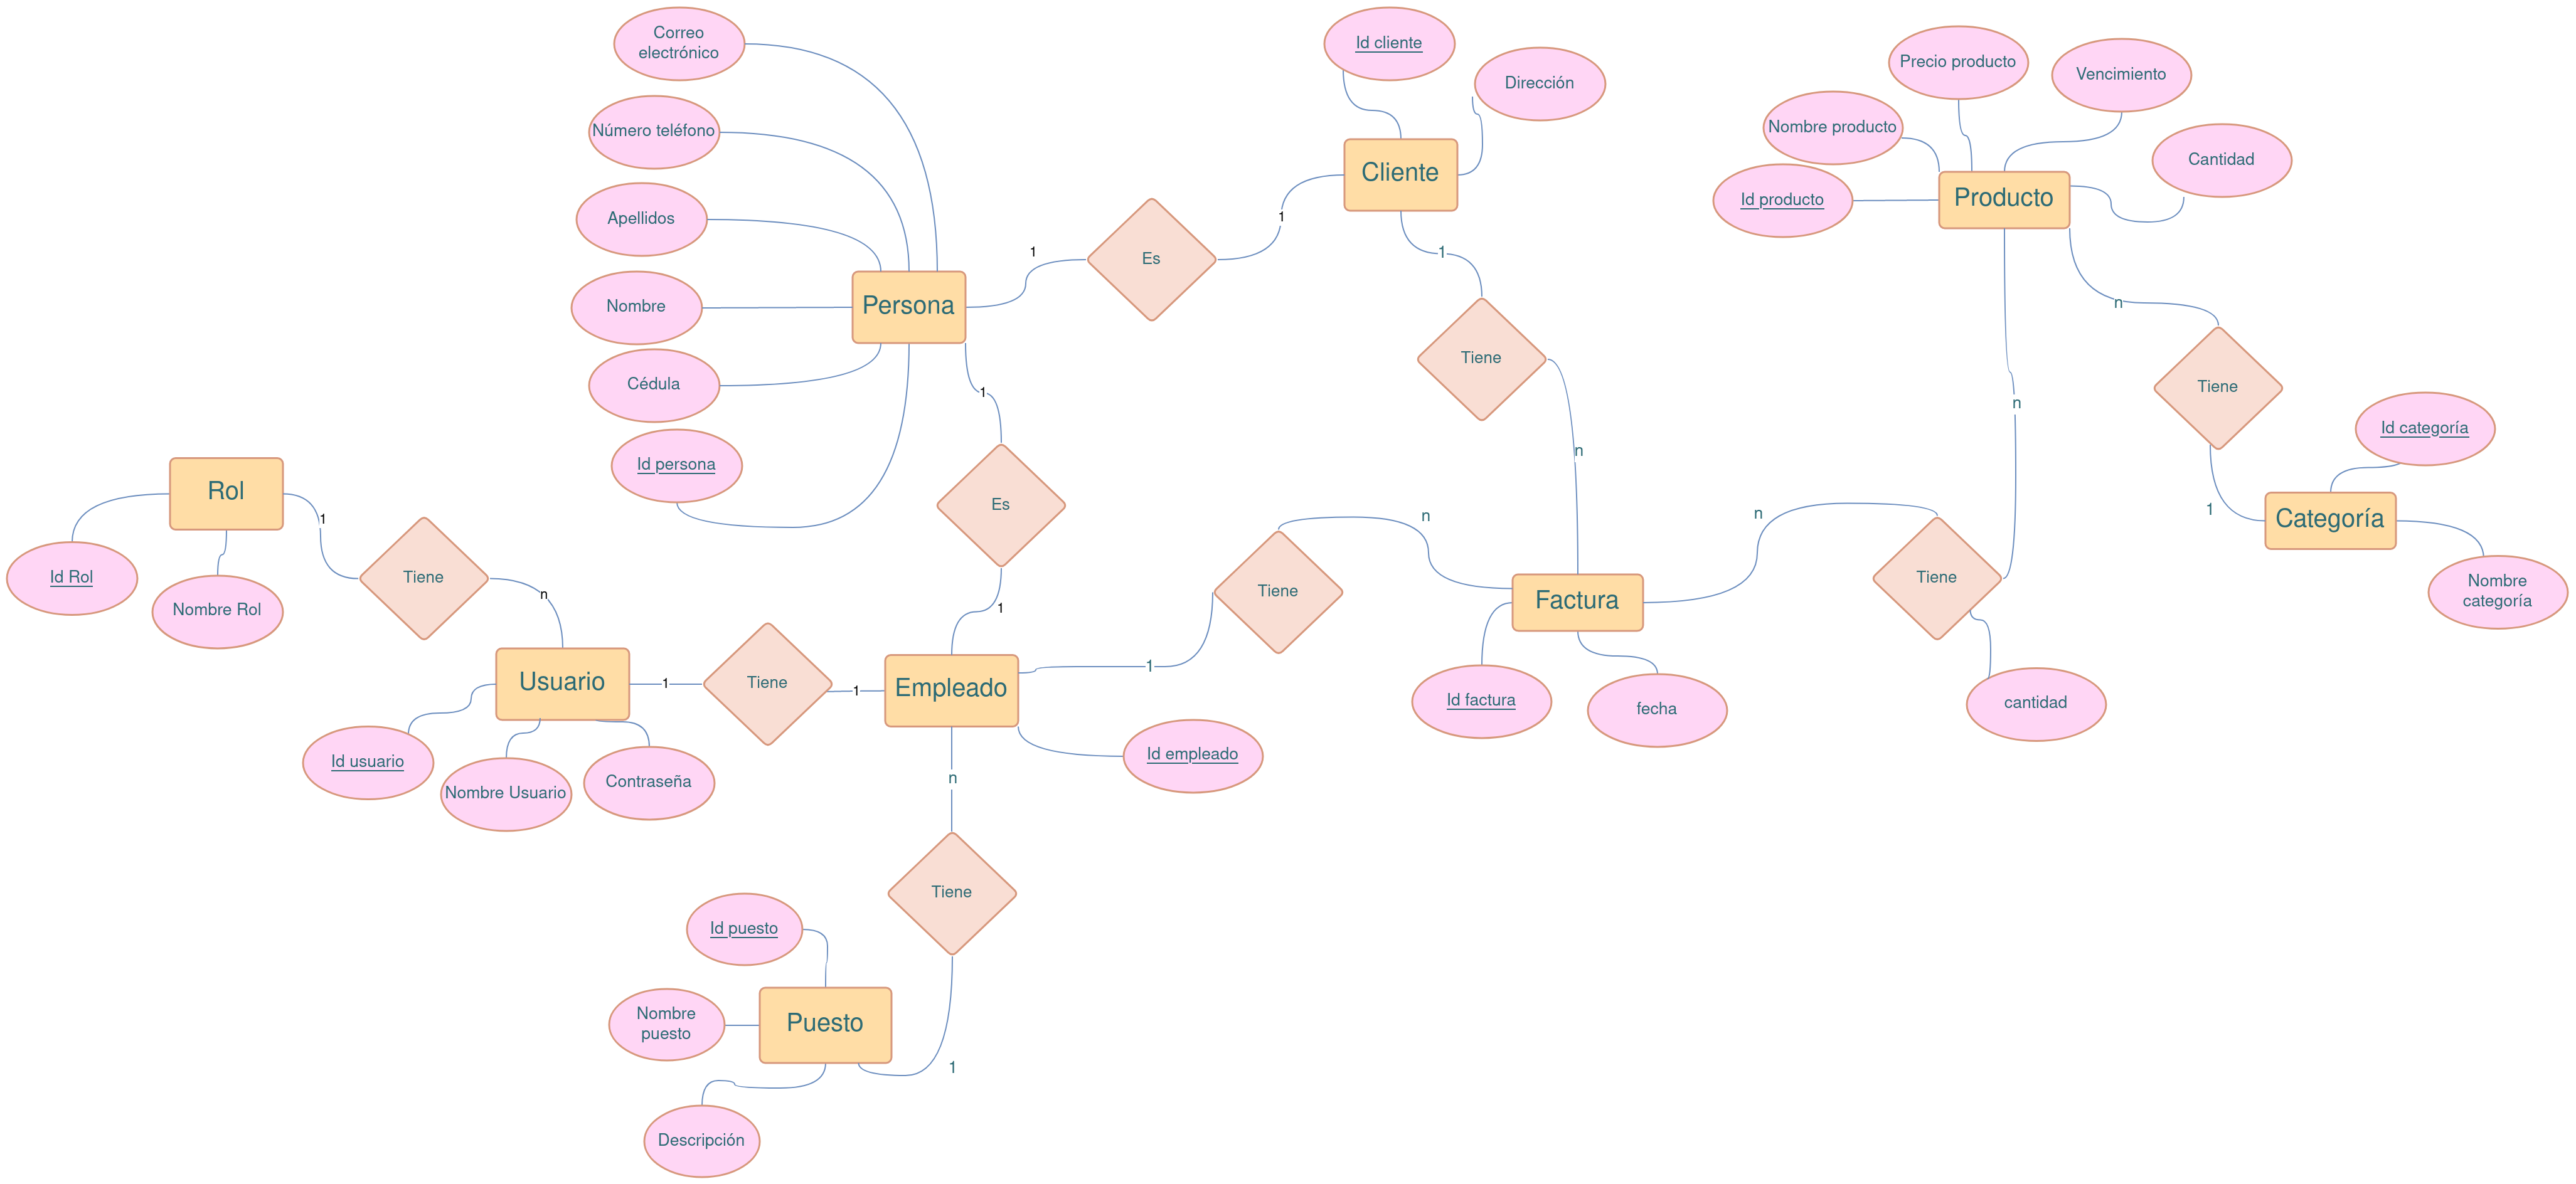 Correo
electrónico
Id cliente
Dirección
Precio producto
Vencimiento
Número teléfono
Nombre producto
Cantidad
Cliente
Id producto
Producto
Apellidos
1
1
Es
1
Nombre
Persona
n
Tiene
Tiene
Cédula
1
n
Id categoría
n
Id persona
Es
Rol
1
n
n
1
Categoría
Id Rol
Nombre Rol
Tiene
n
1
Tiene
Factura
Tiene
Nombre
categoría
Usuario
1
Tiene
1
Empleado
1
Id factura
fecha
cantidad
Id usuario
Nombre Usuario
Contraseña
Id empleado
n
Tiene
Id puesto
Nombre
puesto
Puesto
1
Descripción